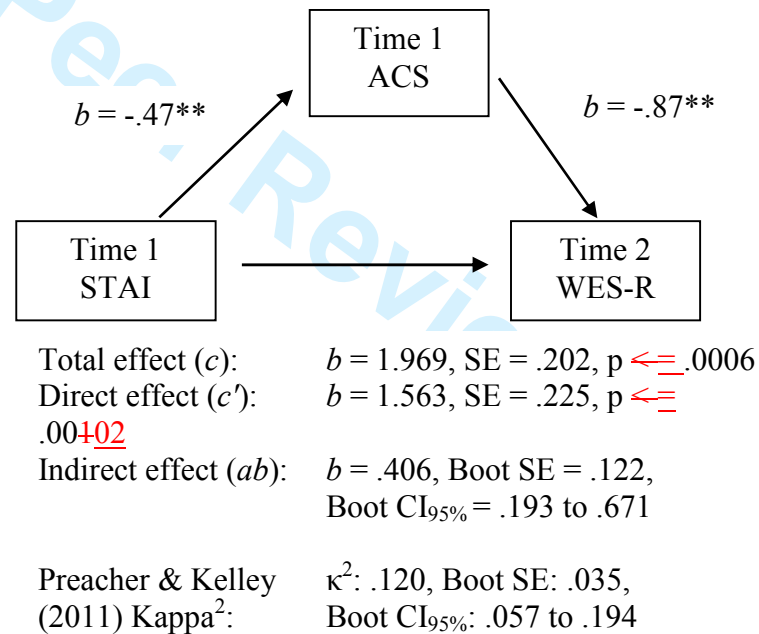 Time 1
ACS
b = -.47**
b = -.87**
Time 1
STAI
Time 2
WES-R
Total effect (c): b = 1.969, SE = .202, p <= .0006
Direct effect (c'): b = 1.563, SE = .225, p <=
.00102
Indirect effect (ab): b = .406, Boot SE = .122,
Boot CI95% = .193 to .671
Preacher & Kelley κ²: .120, Boot SE: .035,
(2011) Kappa²: Boot CI95%: .057 to .194
Peer Review